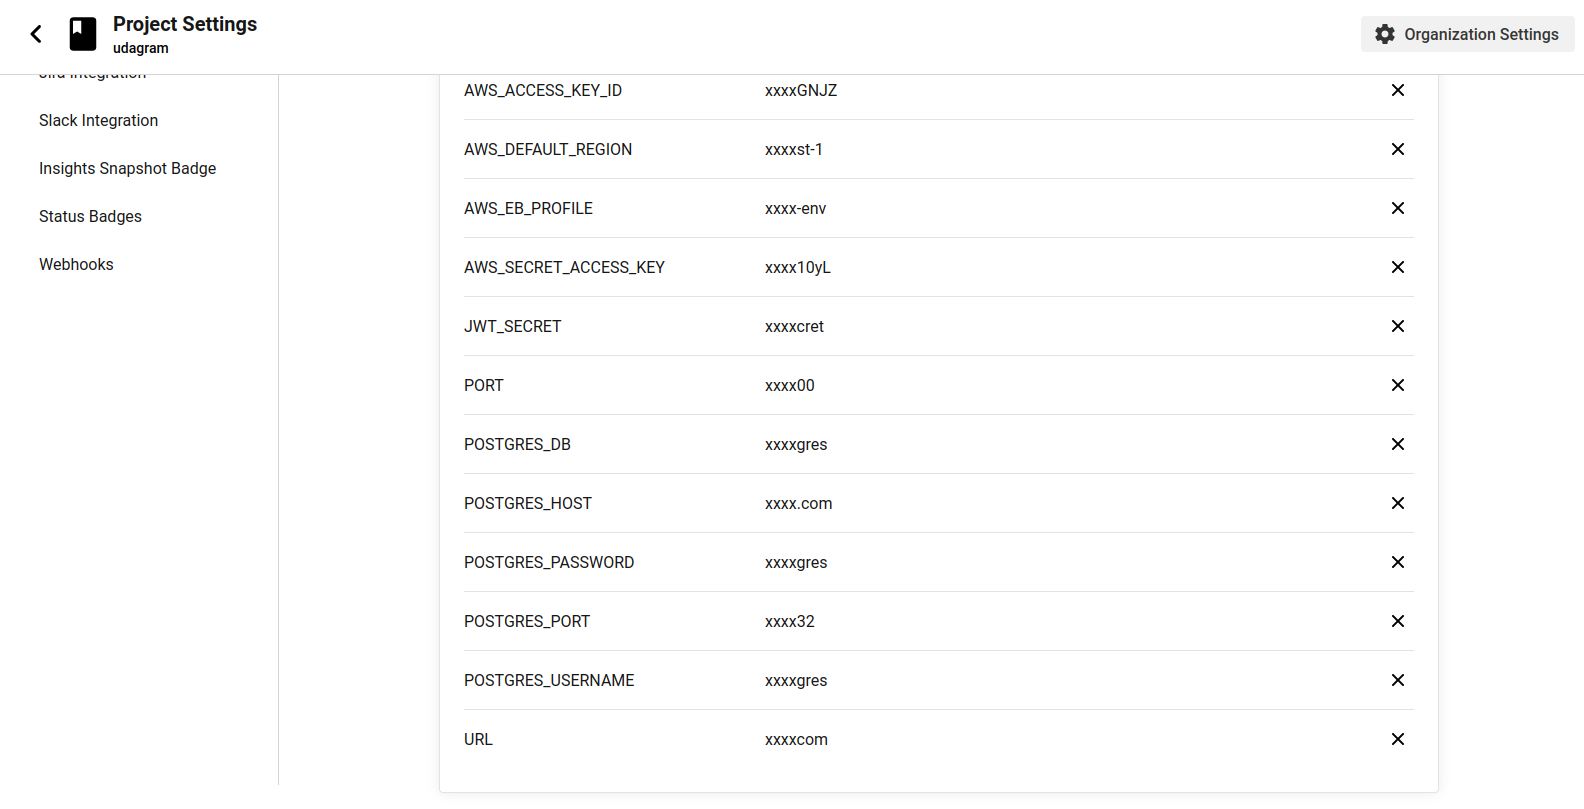 Project Settings
udagram
Organization Settings
Jira Integration
Slack Integration
Insights Snapshot Badge
Status Badges
Webhooks
AWS_ACCESS_KEY_ID xxxxGNJZ
AWS_DEFAULT_REGION xxxxst-1
AWS_EB_PROFILE xxxx-env
AWS_SECRET_ACCESS_KEY xxxx10yL
JWT_SECRET xxxxcret
PORT xxxx00
POSTGRES_DB xxxxgres
POSTGRES_HOST xxxx.com
POSTGRES_PASSWORD xxxxgres
POSTGRES_PORT xxxx32
POSTGRES_USERNAME xxxxgres
URL xxxxcom